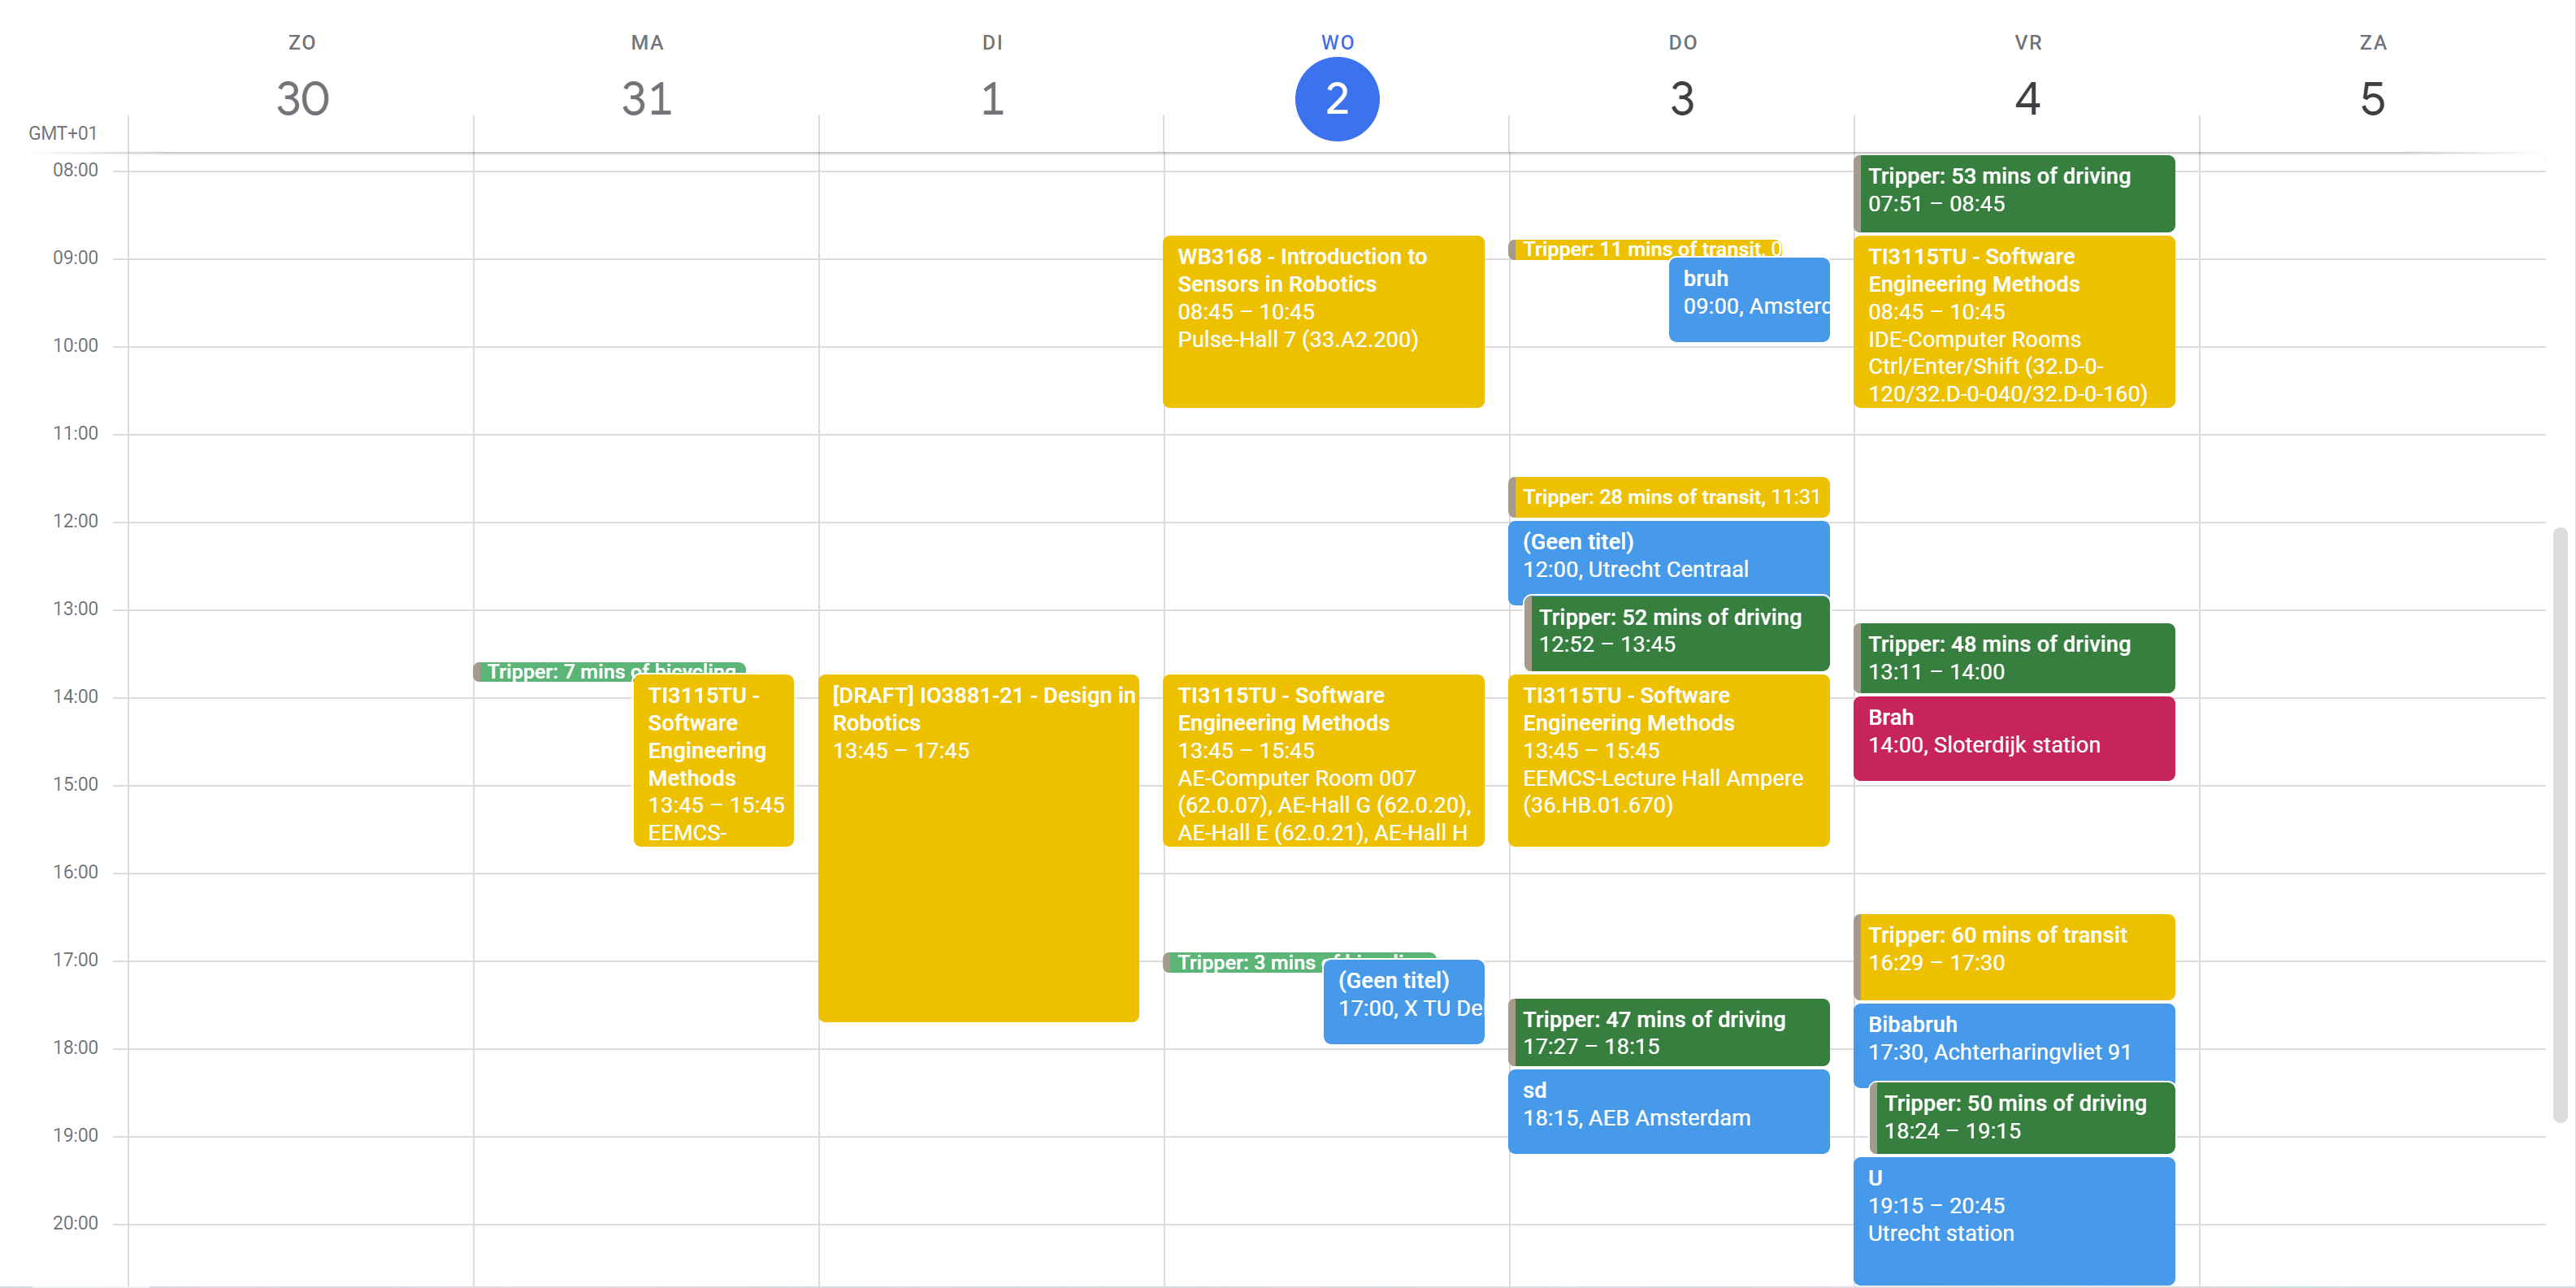 ZO
30
MA
31
DI
1
WO
2
DO
3
VR
4
ZA
5
GMT+01
08:00
09:00
10:00
11:00
12:00
13:00
14:00
15:00
16:00
17:00
18:00
19:00
20:00
Tripper: 7 mins of bicycling
TI3115TU -
Software
Engineering
Methods
13:45 – 15:45
EEMCS-
[DRAFT] IO3881-21 - Design in
Robotics
13:45 – 17:45
WB3168 - Introduction to
Sensors in Robotics
08:45 – 10:45
Pulse-Hall 7 (33.A2.200)
TI3115TU - Software
Engineering Methods
13:45 – 15:45
AE-Computer Room 007
(62.0.07), AE-Hall G (62.0.20),
AE-Hall E (62.0.21), AE-Hall H
Tripper: 3 mins of
(Geen titel)
17:00, X TU De
Tripper: 11 mins of transit, 0
bruh
09:00, Amsterd
Tripper: 28 mins of transit, 11:31
(Geen titel)
12:00, Utrecht Centraal
Tripper: 52 mins of driving
12:52 – 13:45
TI3115TU - Software
Engineering Methods
13:45 – 15:45
EEMCS-Lecture Hall Ampere
(36.HB.01.670)
Tripper: 47 mins of driving
17:27 – 18:15
sd
18:15, AEB Amsterdam
Tripper: 53 mins of driving
07:51 – 08:45
TI3115TU - Software
Engineering Methods
08:45 – 10:45
IDE-Computer Rooms
Ctrl/Enter/Shift (32.D-0-
120/32.D-0-040/32.D-0-160)
Tripper: 48 mins of driving
13:11 – 14:00
Brah
14:00, Sloterdijk station
Tripper: 60 mins of transit
16:29 – 17:30
Bibabruh
17:30, Achterharingvliet 91
Tripper: 50 mins of driving
18:24 – 19:15
U
19:15 – 20:45
Utrecht station